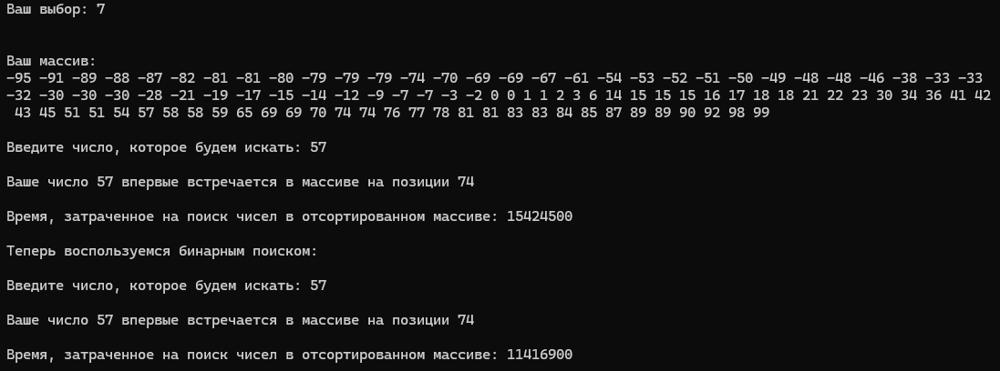 Ваш выбор: 7
Ваш массив:
-95 -91 -89 -88 -87 -82 -81 -81 -80 -79 -79 -79 -74 -70 -69 -69 -67 -61 -54 -53 -52 -51 -50 -49 -48 -48 -46 -38 -33 -33
-32 -30 -30 -30 -28 -21 -19 -17 -15 -14 -12 -9 -7 -7 -3 -2 0 0 1 1 2 3 6 14 15 15 15 16 17 18 18 21 22 23 30 34 36 41 42
43 45 51 51 54 57 58 58 59 65 69 69 70 74 74 76 77 78 81 81 83 83 84 85 87 89 89 90 92 98 99
Введите число, которое будем искать: 57
Ваше число 57 впервые встречается в массиве на позиции 74
Время, затраченное на поиск чисел в отсортированном массиве: 15424500
Теперь воспользуемся бинарным поиском:
Введите число, которое будем искать: 57
Ваше число 57 впервые встречается в массиве на позиции 74
Время, затраченное на поиск чисел в отсортированном массиве: 11416900